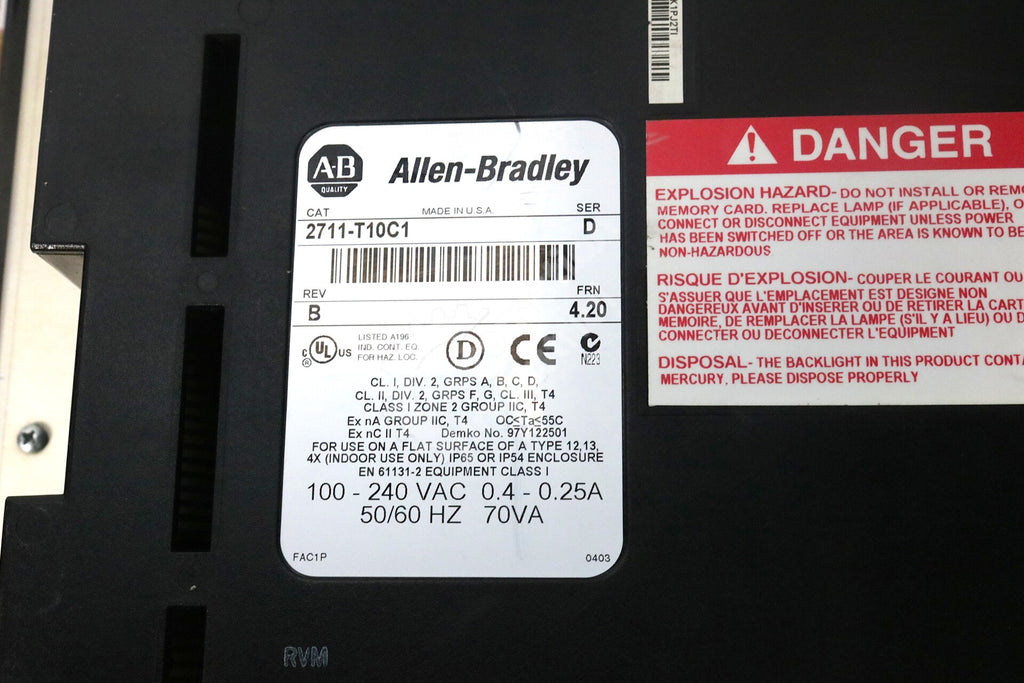 K1PJ2TI
A-B
QUALITY
Allen-Bradley
CAT
MADE IN U.S.A.
SER
2711-T10C1
D
REV
FRN
B
4.20
c UL US
®
LISTED A196
IND. CONT. EQ.
FOR HAZ. LOC.
D
CE
N223
CL. I, DIV. 2, GRPS A, B, C, D,
CL. II, DIV. 2, GRPS F, G, CL. III, T4
CLASS I ZONE 2 GROUP IIC, T4
Ex nA GROUP IIC, T4 OC≤Ta≤55C
Ex nC II T4 Demko No. 97Y122501
FOR USE ON A FLAT SURFACE OF A TYPE 12,13,
4X (INDOOR USE ONLY) IP65 OR IP54 ENCLOSURE
EN 61131-2 EQUIPMENT CLASS I
100 - 240 VAC 0.4 - 0.25A
50/60 HZ 70VA
FAC1P
0403
RVM
DANGER
EXPLOSION HAZARD- DO NOT INSTALL OR REMO
MEMORY CARD. REPLACE LAMP (IF APPLICABLE), O
CONNECT OR DISCONNECT EQUIPMENT UNLESS POWER
HAS BEEN SWITCHED OFF OR THE AREA IS KNOWN TO BE
NON-HAZARDOUS
RISQUE D'EXPLOSION- COUPER LE COURANT OU
S'ASSUER QUE L'EMPLACEMENT EST DESIGNE NON
DANGEREUX AVANT D'INSERER OU DE RETIRER LA CART
MEMOIRE, DE REMPLACER LA LAMPE (S'IL Y A LIEU) OU D
CONNECTER OU DECONNECTER L'EQUIPMENT
DISPOSAL- THE BACKLIGHT IN THIS PRODUCT CONTA
MERCURY, PLEASE DISPOSE PROPERLY